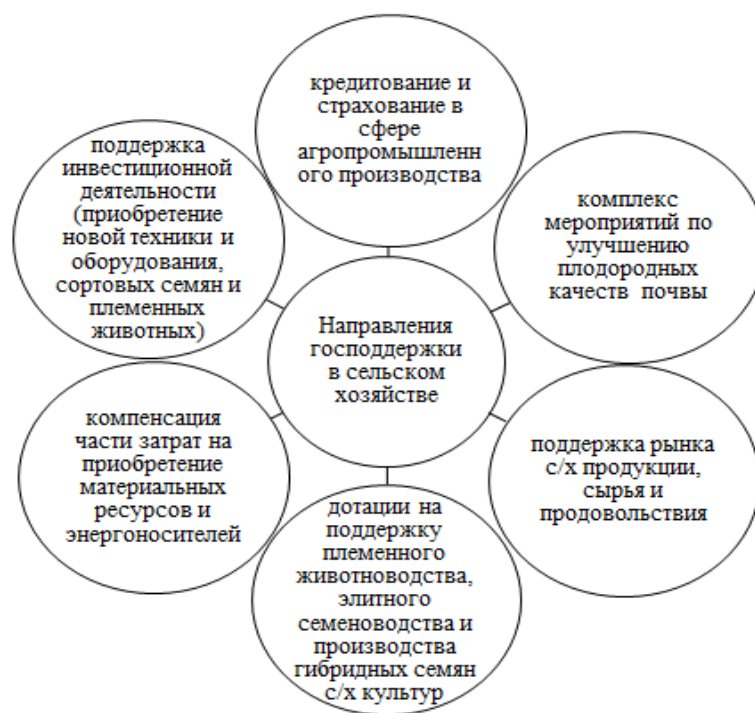 кредитование и
страхование в
сфере
агропромышленн
ого производства
поддержка
инвестиционной
деятельности
(приобретение
новой техники и
оборудования,
сортовых семян и
племенных
животных)
комплекс
мероприятий по
улучшению
плодородных
качеств почвы
Направления
господдержки
в сельском
хозяйстве
компенсация
части затрат на
приобретение
материальных
ресурсов и
энергоносителей
поддержка рынка
с/х продукции,
сырья и
продовольствия
дотации на
поддержку
племенного
животноводства,
элитного
семеноводства и
производства
гибридных семян
с/х культур